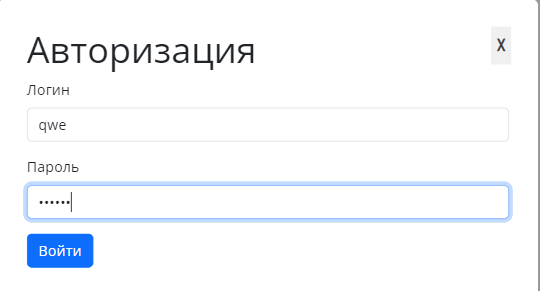 Авторизация
X
Логин
qwe
Пароль
••••••
Войти